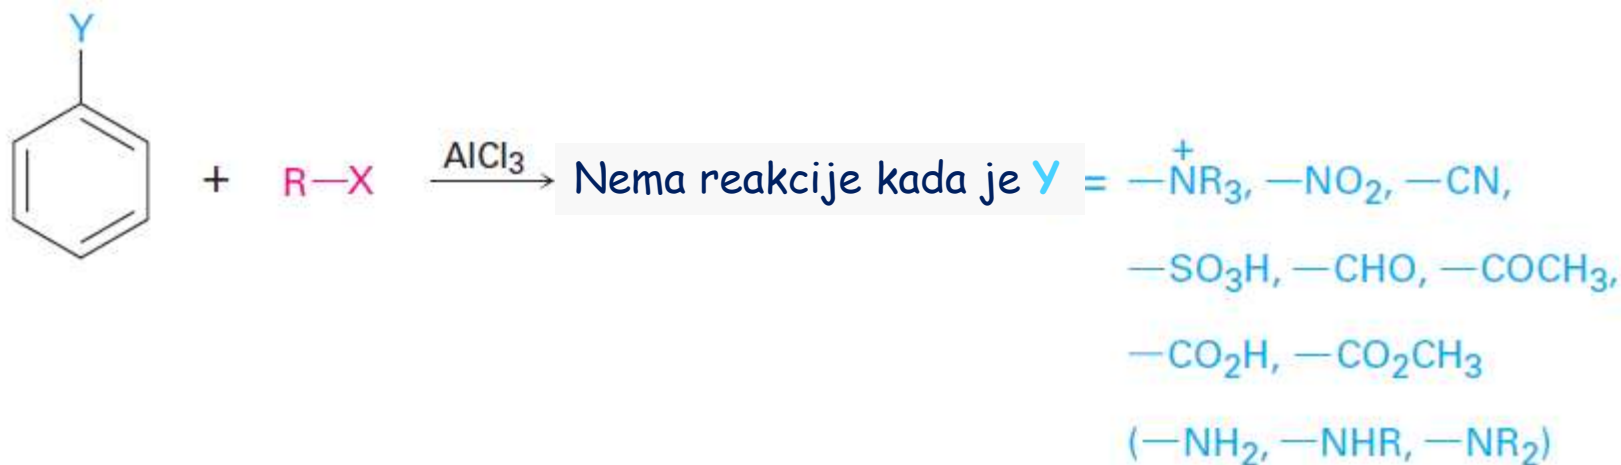 Y
+ R—X AlCl₃ Nema reakcije kada je Y = —N⁺R₃, —NO₂, —CN,
—SO₃H, —CHO, —COCH₃,
—CO₂H, —CO₂CH₃
(—NH₂, —NHR, —NR₂)